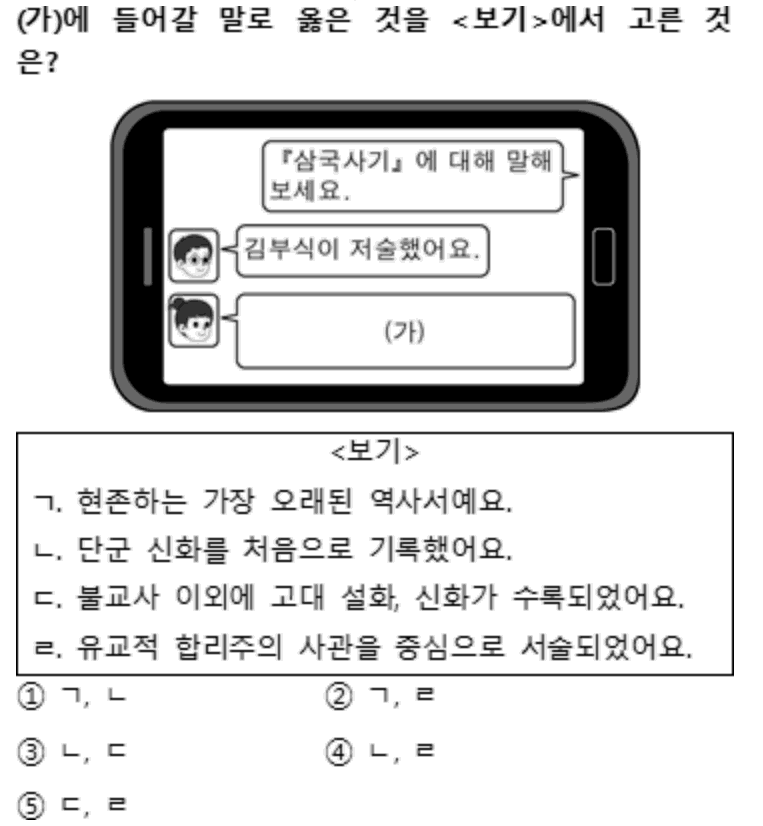 (가)에 들어갈 말로 옳은 것을 <보기>에서 고른 것
은?
『삼국사기』에 대해 말해
보세요.
김부식이 저술했어요.
(가)
<보기>
ㄱ. 현존하는 가장 오래된 역사서예요.
ㄴ. 단군 신화를 처음으로 기록했어요.
ㄷ. 불교사 이외에 고대 설화, 신화가 수록되었어요.
ㄹ. 유교적 합리주의 사관을 중심으로 서술되었어요.
① ㄱ, ㄴ ② ㄱ, ㄹ
③ ㄴ, ㄷ ④ ㄴ, ㄹ
⑤ ㄷ, ㄹ